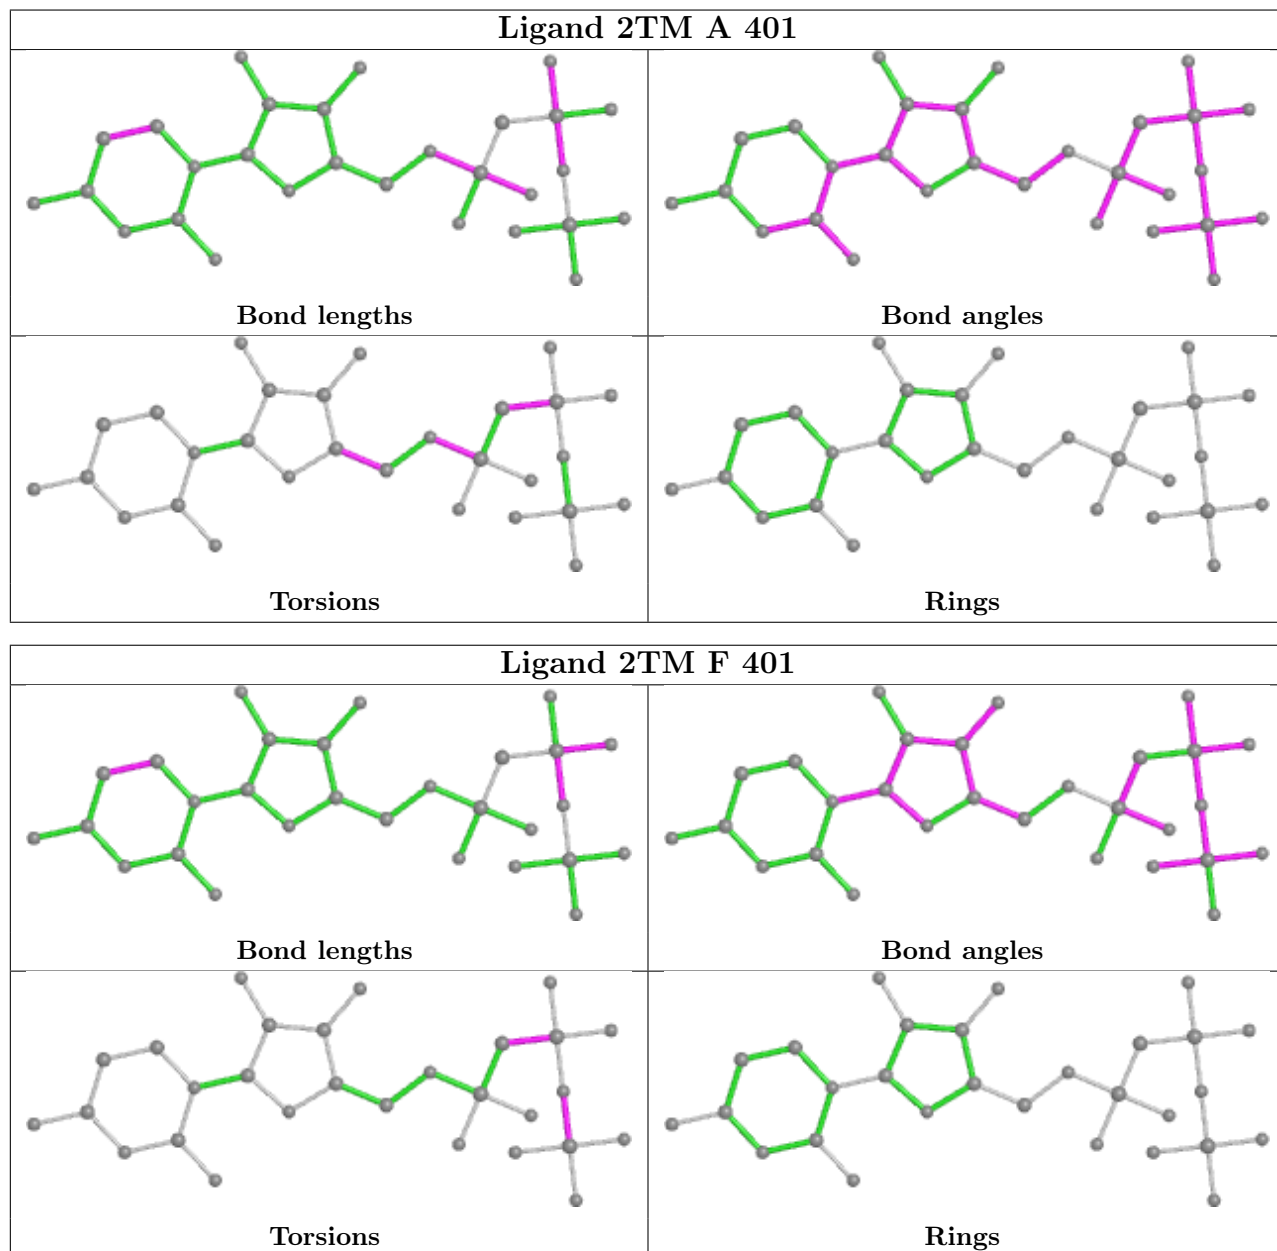 Ligand 2TM A 401
Bond lengths
Bond angles
Torsions
Rings
Ligand 2TM F 401
Bond lengths
Bond angles
Torsions
Rings